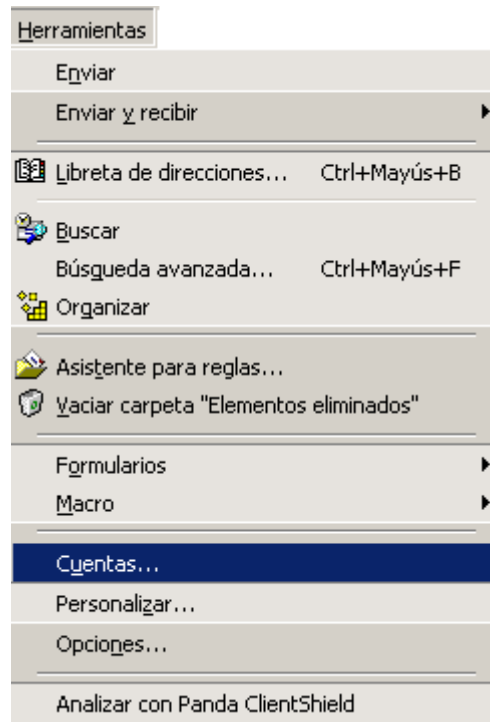 Herramientas
Enviar
Enviar y recibir
Libreta de direcciones... Ctrl+Mayús+B
Buscar
Búsqueda avanzada... Ctrl+Mayús+F
Organizar
Asistente para reglas...
Vaciar carpeta "Elementos eliminados"
Formularios
Macro
Cuentas...
Personalizar...
Opciones...
Analizar con Panda ClientShield